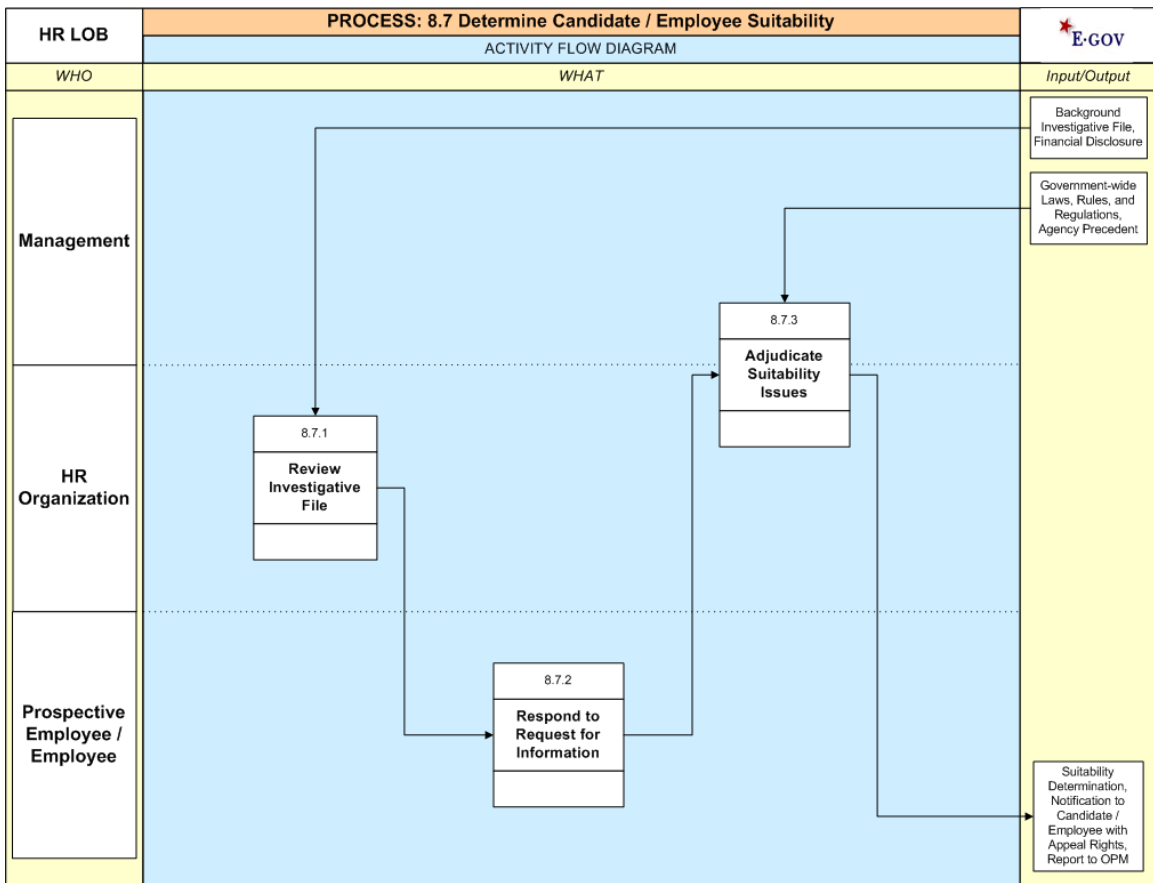 HR LOB
PROCESS: 8.7 Determine Candidate / Employee Suitability
ACTIVITY FLOW DIAGRAM
E·GOV
WHO
WHAT
Input/Output
Background
Investigative File,
Financial Disclosure
Government-wide
Laws, Rules, and
Regulations,
Agency Precedent
Management
8.7.3
Adjudicate
Suitability
Issues
HR
Organization
8.7.1
Review
Investigative
File
Prospective
Employee /
Employee
8.7.2
Respond to
Request for
Information
Suitability
Determination,
Notification to
Candidate /
Employee with
Appeal Rights,
Report to OPM